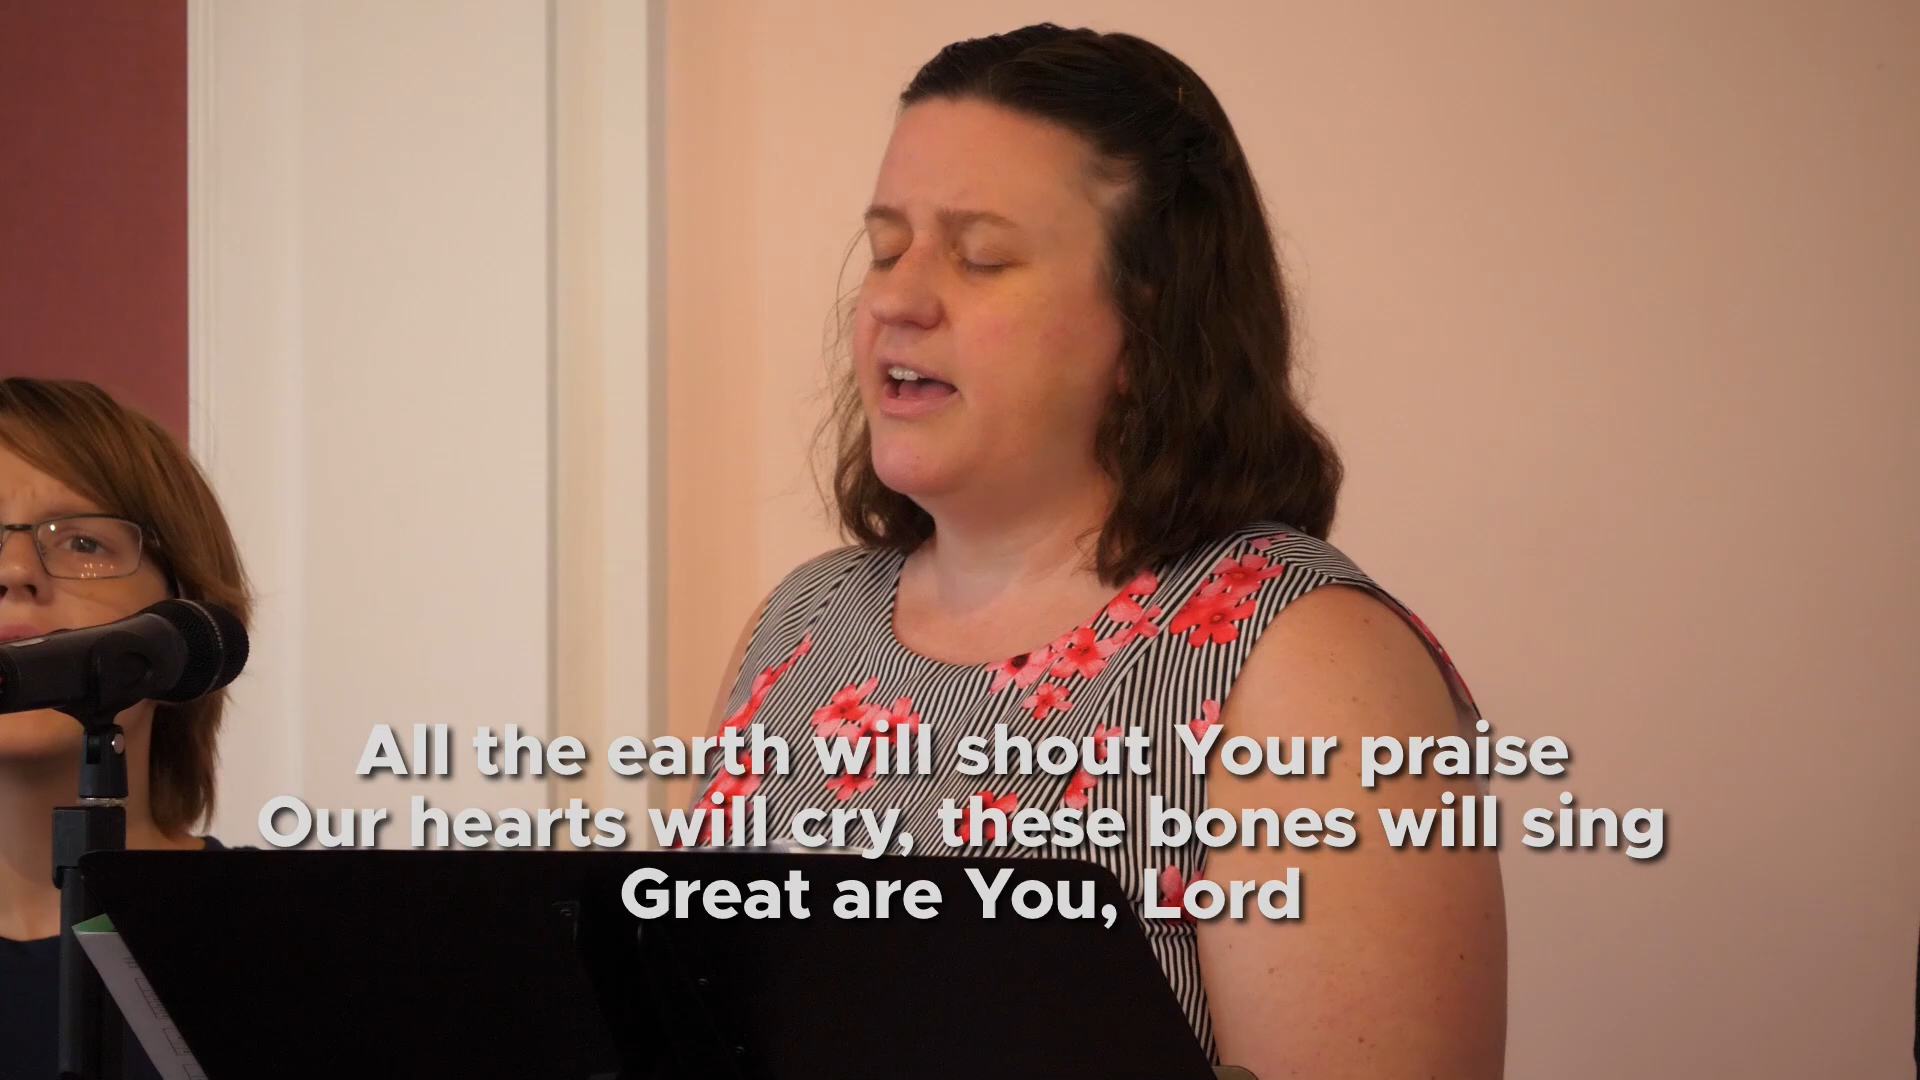 All the earth will shout Your praise
Our hearts will cry, these bones will sing
Great are You, Lord